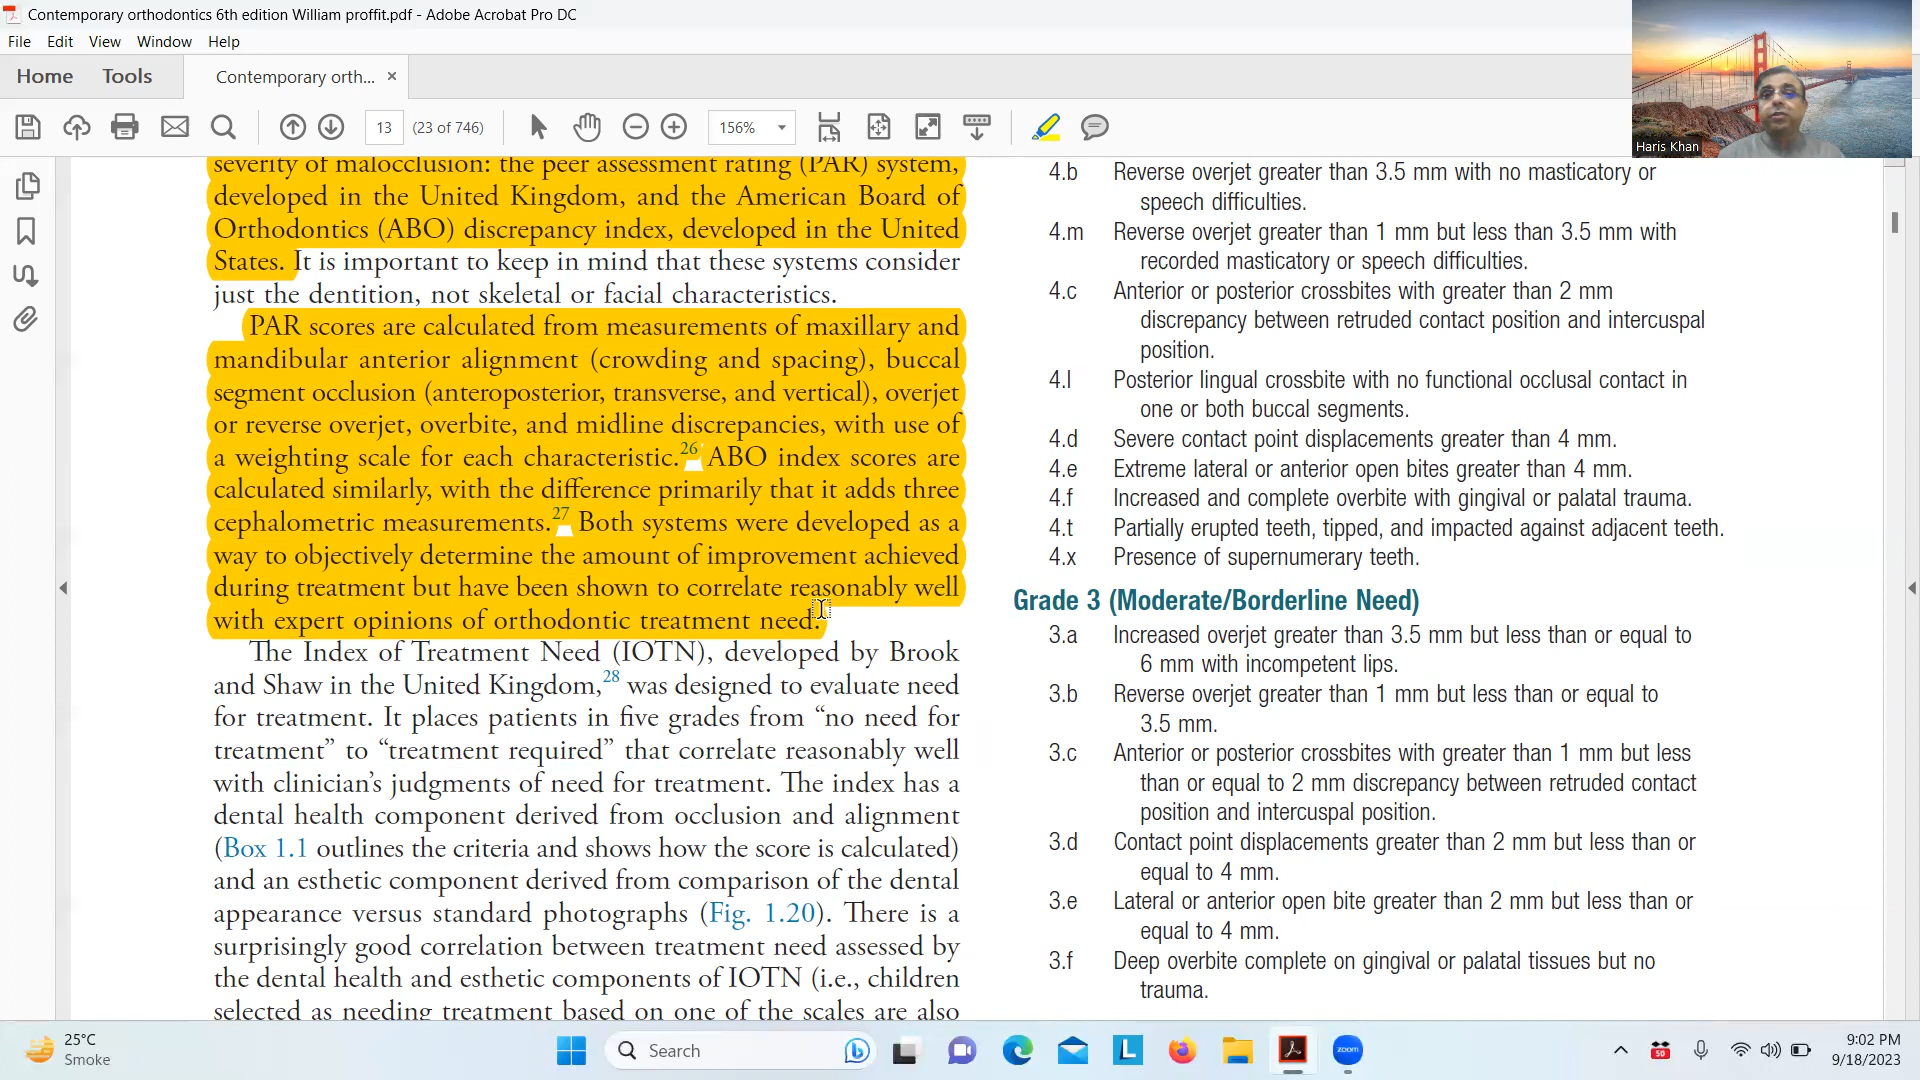 Contemporary orthodontics 6th edition William proffit.pdf - Adobe Acrobat Pro DC
File Edit View Window Help
Home Tools Contemporary orth... ×
13 (23 of 746) 156%
Haris Khan
severity of malocclusion: the peer assessment rating (PAR) system,
developed in the United Kingdom, and the American Board of
Orthodontics (ABO) discrepancy index, developed in the United
States. It is important to keep in mind that these systems consider
just the dentition, not skeletal or facial characteristics.
PAR scores are calculated from measurements of maxillary and
mandibular anterior alignment (crowding and spacing), buccal
segment occlusion (anteroposterior, transverse, and vertical), overjet
or reverse overjet, overbite, and midline discrepancies, with use of
a weighting scale for each characteristic.26 ABO index scores are
calculated similarly, with the difference primarily that it adds three
cephalometric measurements.27 Both systems were developed as a
way to objectively determine the amount of improvement achieved
during treatment but have been shown to correlate reasonably well
with expert opinions of orthodontic treatment need.
The Index of Treatment Need (IOTN), developed by Brook
and Shaw in the United Kingdom,28 was designed to evaluate need
for treatment. It places patients in five grades from “no need for
treatment” to “treatment required” that correlate reasonably well
with clinician’s judgments of need for treatment. The index has a
dental health component derived from occlusion and alignment
(Box 1.1 outlines the criteria and shows how the score is calculated)
and an esthetic component derived from comparison of the dental
appearance versus standard photographs (Fig. 1.20). There is a
surprisingly good correlation between treatment need assessed by
the dental health and esthetic components of IOTN (i.e., children
selected as needing treatment based on one of the scales are also
4.b Reverse overjet greater than 3.5 mm with no masticatory or
speech difficulties.
4.m Reverse overjet greater than 1 mm but less than 3.5 mm with
recorded masticatory or speech difficulties.
4.c Anterior or posterior crossbites with greater than 2 mm
discrepancy between retruded contact position and intercuspal
position.
4.l Posterior lingual crossbite with no functional occlusal contact in
one or both buccal segments.
4.d Severe contact point displacements greater than 4 mm.
4.e Extreme lateral or anterior open bites greater than 4 mm.
4.f Increased and complete overbite with gingival or palatal trauma.
4.t Partially erupted teeth, tipped, and impacted against adjacent teeth.
4.x Presence of supernumerary teeth.
Grade 3 (Moderate/Borderline Need)
3.a Increased overjet greater than 3.5 mm but less than or equal to
6 mm with incompetent lips.
3.b Reverse overjet greater than 1 mm but less than or equal to
3.5 mm.
3.c Anterior or posterior crossbites with greater than 1 mm but less
than or equal to 2 mm discrepancy between retruded contact
position and intercuspal position.
3.d Contact point displacements greater than 2 mm but less than or
equal to 4 mm.
3.e Lateral or anterior open bite greater than 2 mm but less than or
equal to 4 mm.
3.f Deep overbite complete on gingival or palatal tissues but no
trauma.
25°C
Smoke
Search
L
zoom
50
9:02 PM
9/18/2023